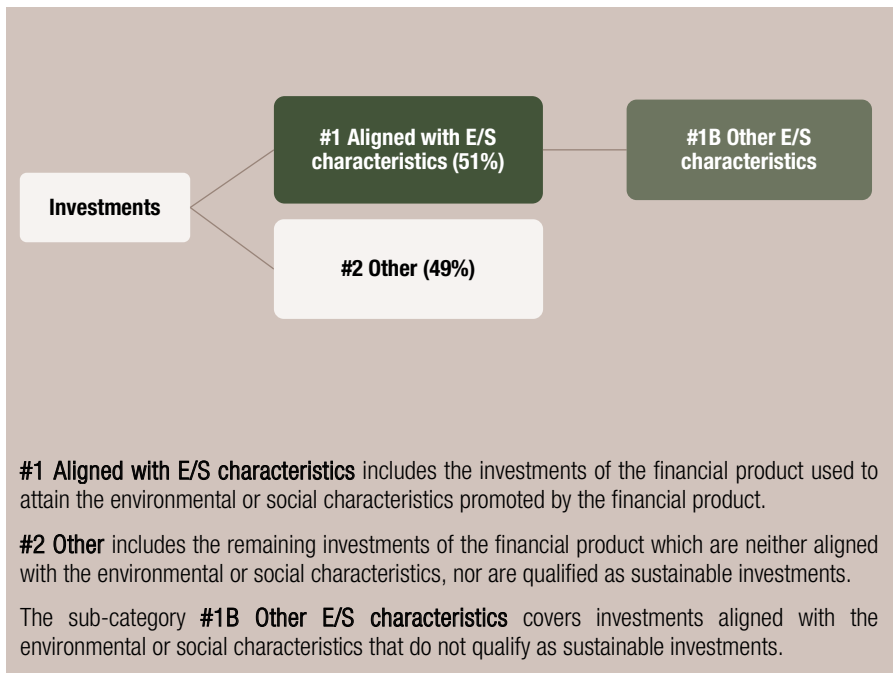 #1 Aligned with E/S
characteristics (51%)
#1B Other E/S
characteristics
Investments
#2 Other (49%)
#1 Aligned with E/S characteristics includes the investments of the financial product used to
attain the environmental or social characteristics promoted by the financial product.
#2 Other includes the remaining investments of the financial product which are neither aligned
with the environmental or social characteristics, nor are qualified as sustainable investments.
The sub-category #1B Other E/S characteristics covers investments aligned with the
environmental or social characteristics that do not qualify as sustainable investments.